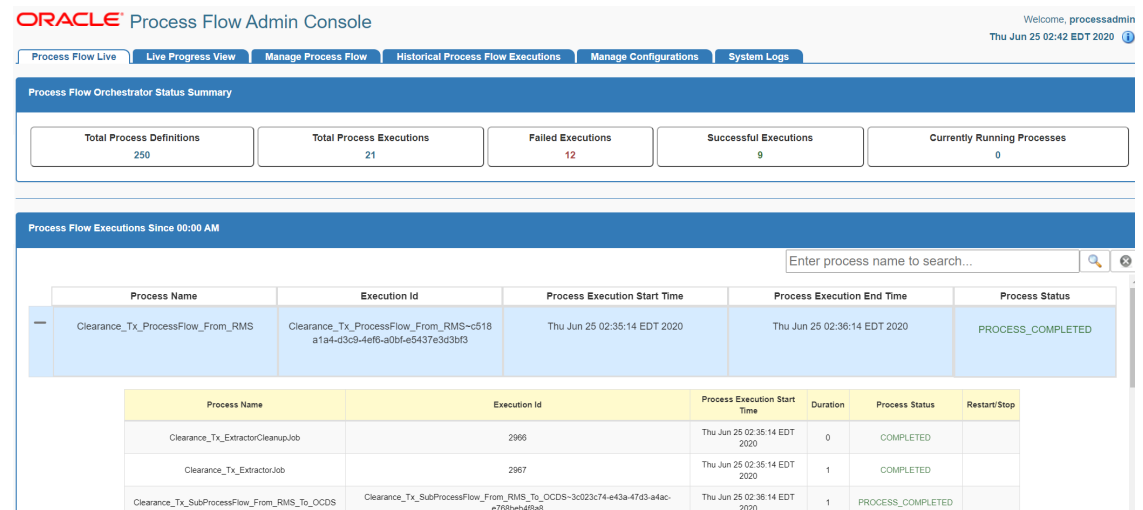 ORACLE® Process Flow Admin Console
Welcome, processadmin
Thu Jun 25 02:42 EDT 2020
Process Flow Live
Live Progress View
Manage Process Flow
Historical Process Flow Executions
Manage Configurations
System Logs
Process Flow Orchestrator Status Summary
Total Process Definitions
250
Total Process Executions
21
Failed Executions
12
Successful Executions
9
Currently Running Processes
0
Process Flow Executions Since 00:00 AM
Enter process name to search...
Process Name
Execution Id
Process Execution Start Time
Process Execution End Time
Process Status
Clearance_Tx_ProcessFlow_From_RMS
Clearance_Tx_ProcessFlow_From_RMS~c518
a1a4-d3c9-4ef6-a0bf-e5437e3d3bf3
Thu Jun 25 02:35:14 EDT 2020
Thu Jun 25 02:36:14 EDT 2020
PROCESS_COMPLETED
Process Name
Execution Id
Process Execution Start
Time
Duration
Process Status
Restart/Stop
Clearance_Tx_ExtractorCleanupJob
2966
Thu Jun 25 02:35:14 EDT
2020
0
COMPLETED
Clearance_Tx_ExtractorJob
2967
Thu Jun 25 02:35:14 EDT
2020
1
COMPLETED
Clearance_Tx_SubProcessFlow_From_RMS_To_OCDS
Clearance_Tx_SubProcessFlow_From_RMS_To_OCDS~3c023c74-e43a-47d3-a4ac-
e768beb4f8a8
Thu Jun 25 02:36:14 EDT
2020
1
PROCESS_COMPLETED